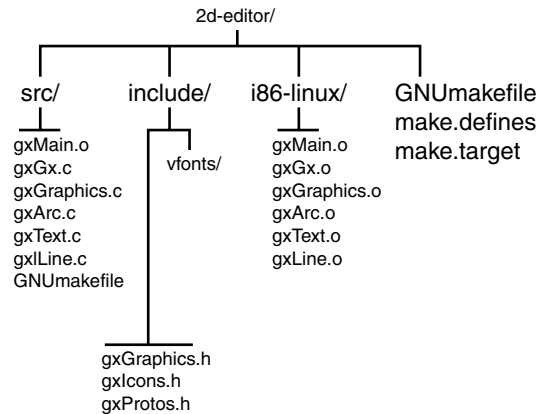 2d-editor/
src/
gxMain.o
gxGx.c
gxGraphics.c
gxArc.c
gxText.c
gxlLine.c
GNUmakefile
include/
vfonts/
gxGraphics.h
gxIcons.h
gxProtos.h
i86-linux/
gxMain.o
gxGx.o
gxGraphics.o
gxArc.o
gxText.o
gxLine.o
GNUmakefile
make.defines
make.target